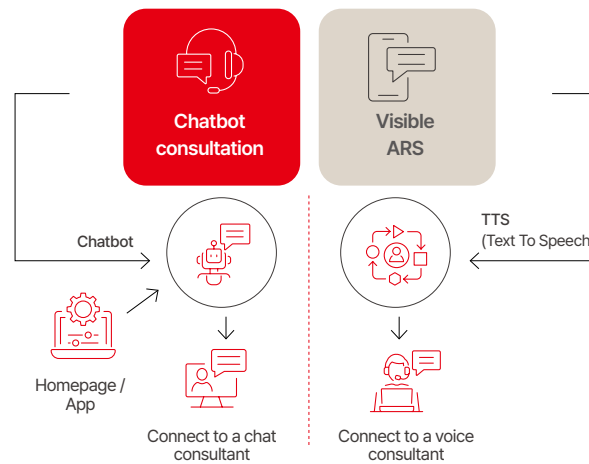 Chatbot
consultation
Visible
ARS
Chatbot
TTS
(Text To Speech
Homepage /
App
Connect to a chat
consultant
Connect to a voice
consultant